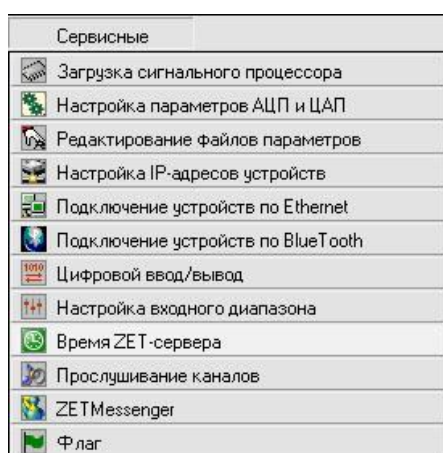 Сервисные
Загрузка сигнального процессора
Настройка параметров АЦП и ЦАП
Редактирование файлов параметров
Настройка IP-адресов устройств
Подключение устройств по Ethernet
Подключение устройств по BlueTooth
1010
Цифровой ввод/вывод
Настройка входного диапазона
Время ZET-сервера
Прослушивание каналов
ZETMessenger
Флаг